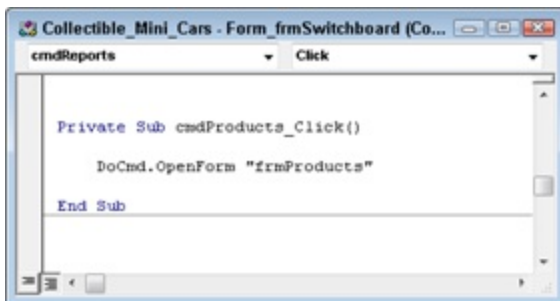 Collectible_Mini_Cars - Form_frmSwitchboard (Co...
cmdReports Click
Private Sub cmdProducts_Click()
DoCmd.OpenForm "frmProducts"
End Sub